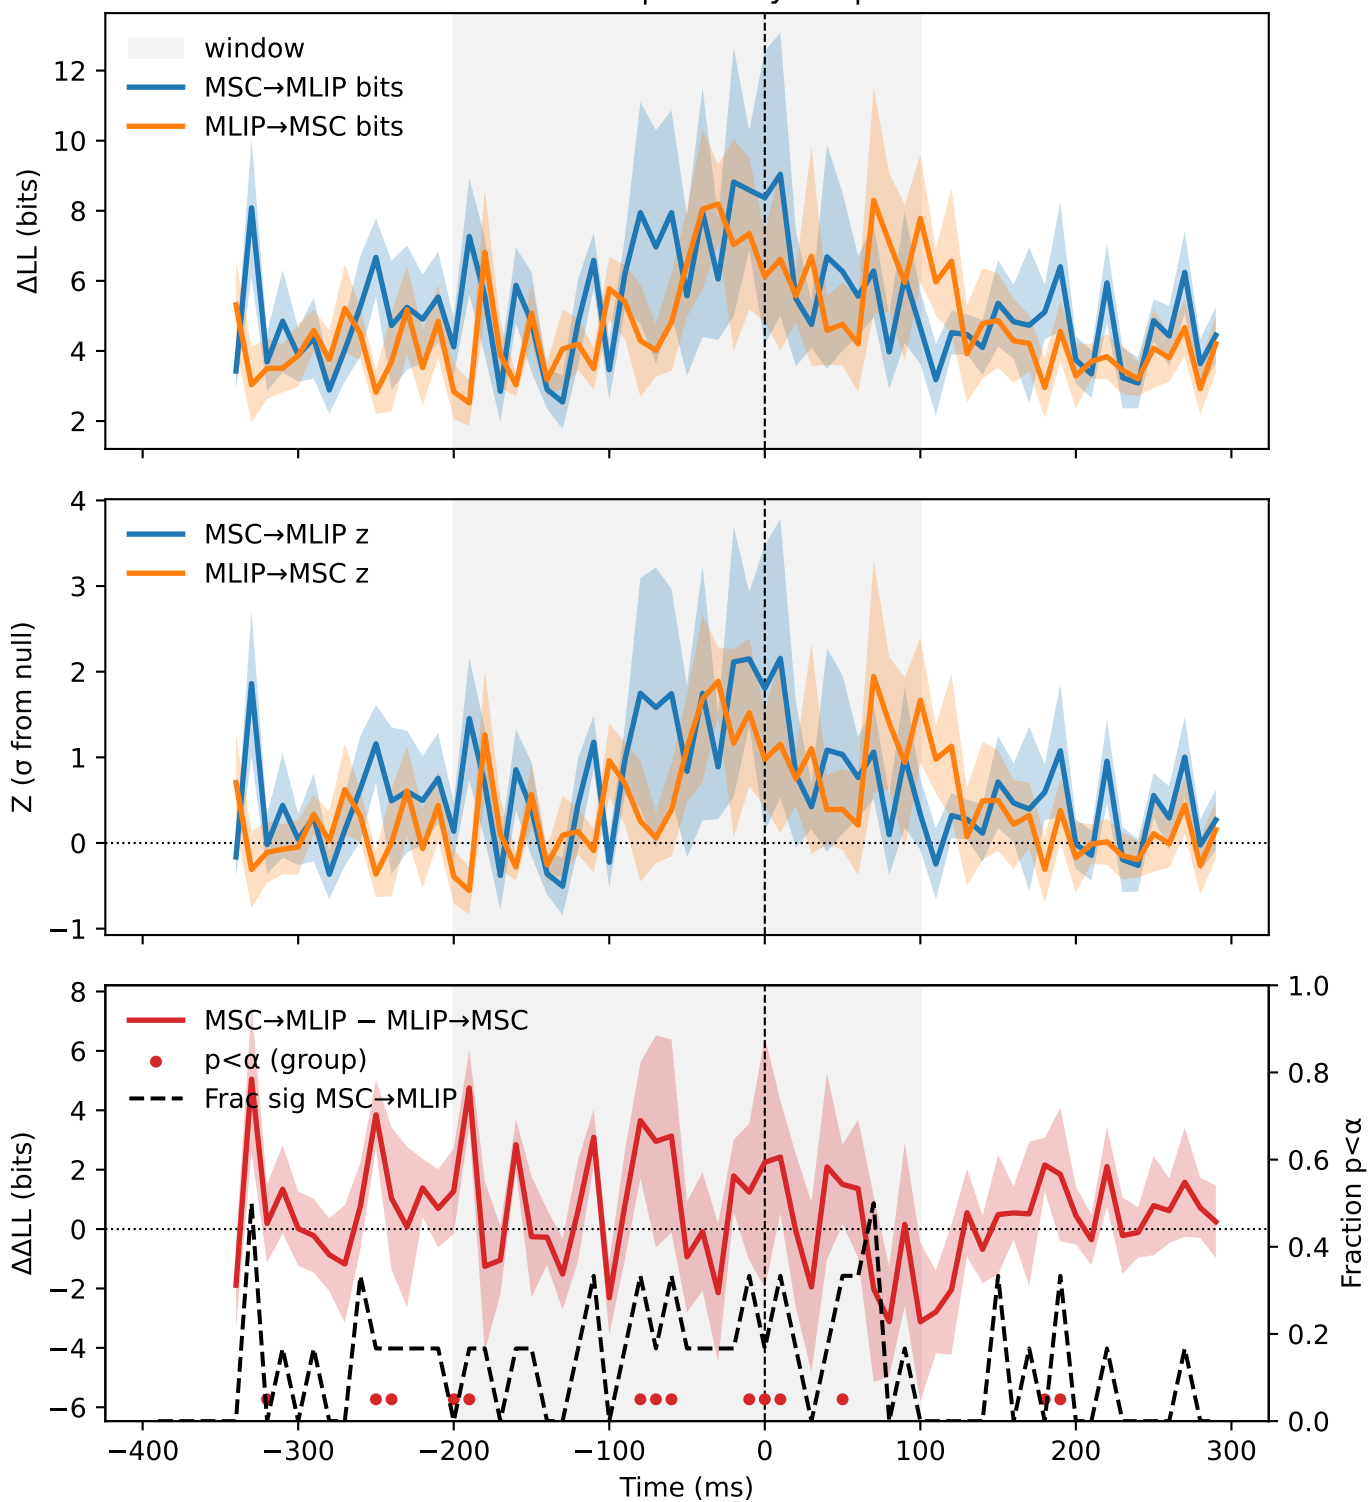 window
MSC→MLIP bits
MLIP→MSC bits
ΔLL (bits)
12
10
8
6
4
2
MSC→MLIP z
MLIP→MSC z
Z (σ from null)
4
3
2
1
0
−1
MSC→MLIP − MLIP→MSC
p<α (group)
Frac sig MSC→MLIP
ΔΔLL (bits)
8
6
4
2
0
−2
−4
−6
1.0
0.8
0.6
0.4
0.2
0.0
Fraction p<α
−400 −300 −200 −100 0 100 200 300
Time (ms)